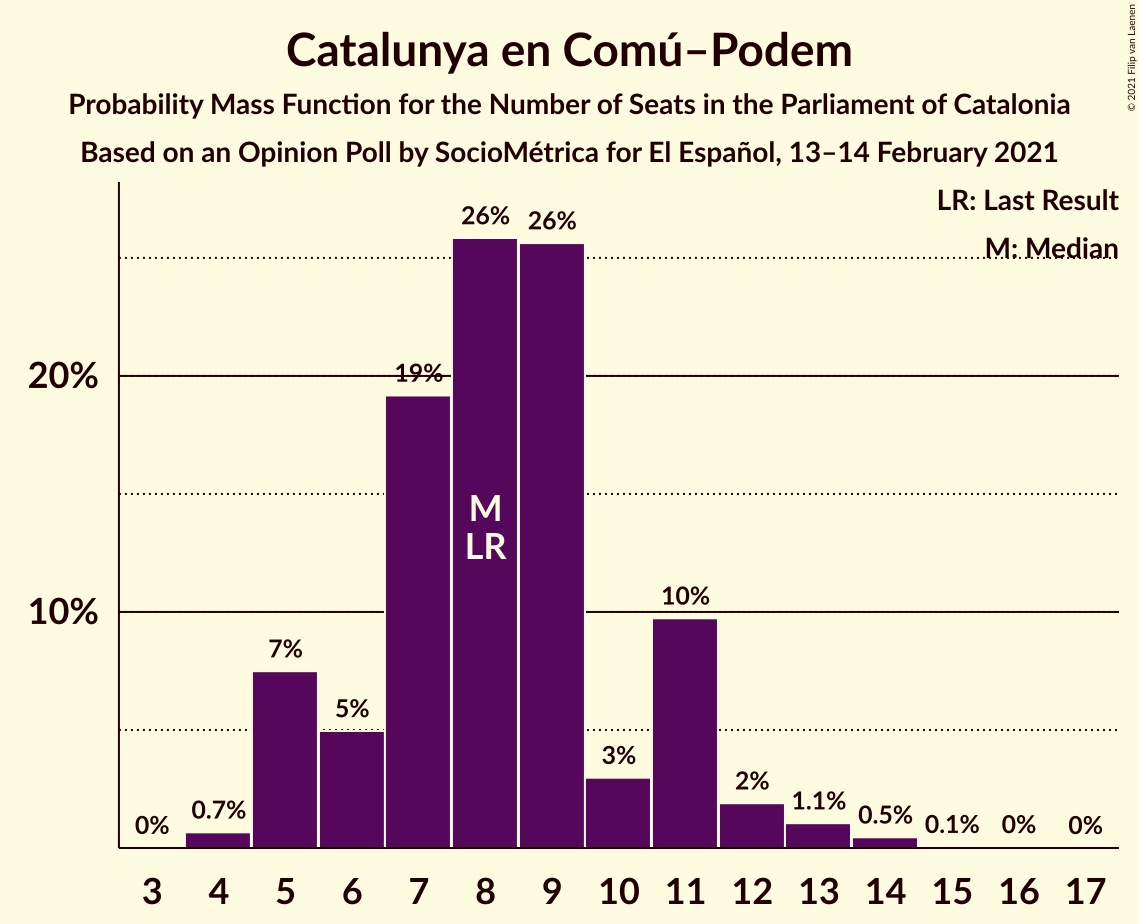 Catalunya en Comú–Podem
Probability Mass Function for the Number of Seats in the Parliament of Catalonia
Based on an Opinion Poll by SocioMétrica for El Español, 13–14 February 2021
© 2021 Filip van Laenen
LR: Last Result
M: Median
20%
10%
0%
0.7%
7%
5%
19%
26%
26%
3%
10%
2%
1.1%
0.5%
0.1%
0%
0%
M
LR
3 4 5 6 7 8 9 10 11 12 13 14 15 16 17